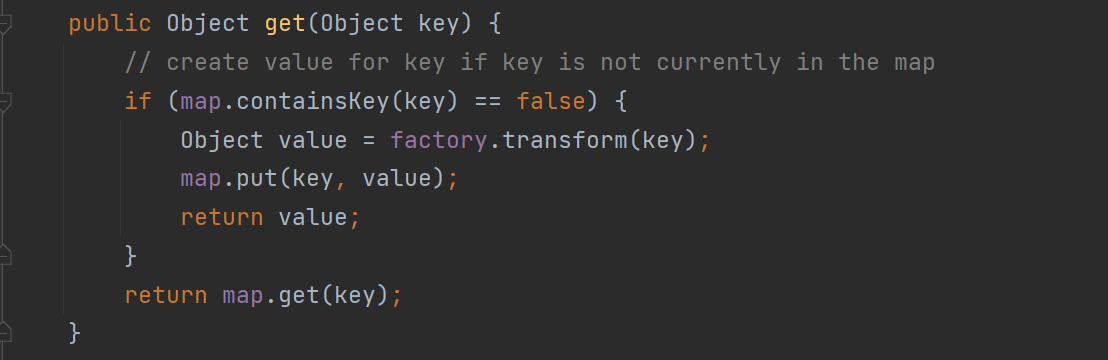 public Object get(Object key) {
// create value for key if key is not currently in the map
if (map.containsKey(key) == false) {
Object value = factory.transform(key);
map.put(key, value);
return value;
}
return map.get(key);
}